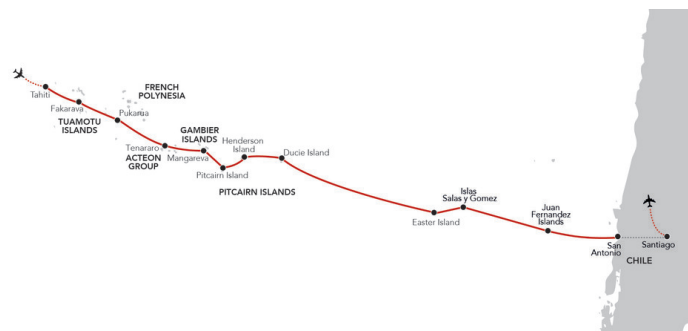 Tahiti
Fakarava
TUAMOTU
ISLANDS
Pukarua
FRENCH
POLYNESIA
Tenararo
ACTEON
GROUP
GAMBIER
ISLANDS
Mangareva
Pitcairn Island
Henderson
Island
PITCAIRN ISLANDS
Ducie Island
Easter Island
Islas
Salas y Gomez
Juan
Fernandez
Islands
San
Antonio
Santiago
CHILE